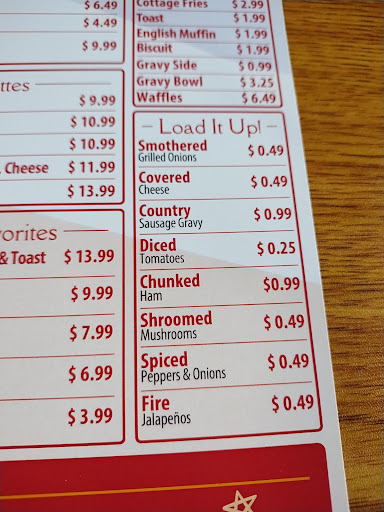 $ 6.49
$ 4.49
$ 9.99
ttes
$ 9.99
$ 10.99
$ 10.99
Cheese $ 11.99
$ 13.99
orites
& Toast $ 13.99
$ 9.99
$ 7.99
$ 6.99
$ 3.99
Cottage Fries $ 2.99
Toast $ 1.99
English Muffin $ 1.99
Biscuit $ 1.99
Gravy Side $ 0.99
Gravy Bowl $ 3.25
Waffles $ 6.49
Load It Up!
Smothered $ 0.49
Grilled Onions
Covered $ 0.49
Cheese
Country $ 0.99
Sausage Gravy
Diced $ 0.25
Tomatoes
Chunked $0.99
Ham
Shroomed $ 0.49
Mushrooms
Spiced $ 0.49
Peppers & Onions
Fire $ 0.49
Jalapeños